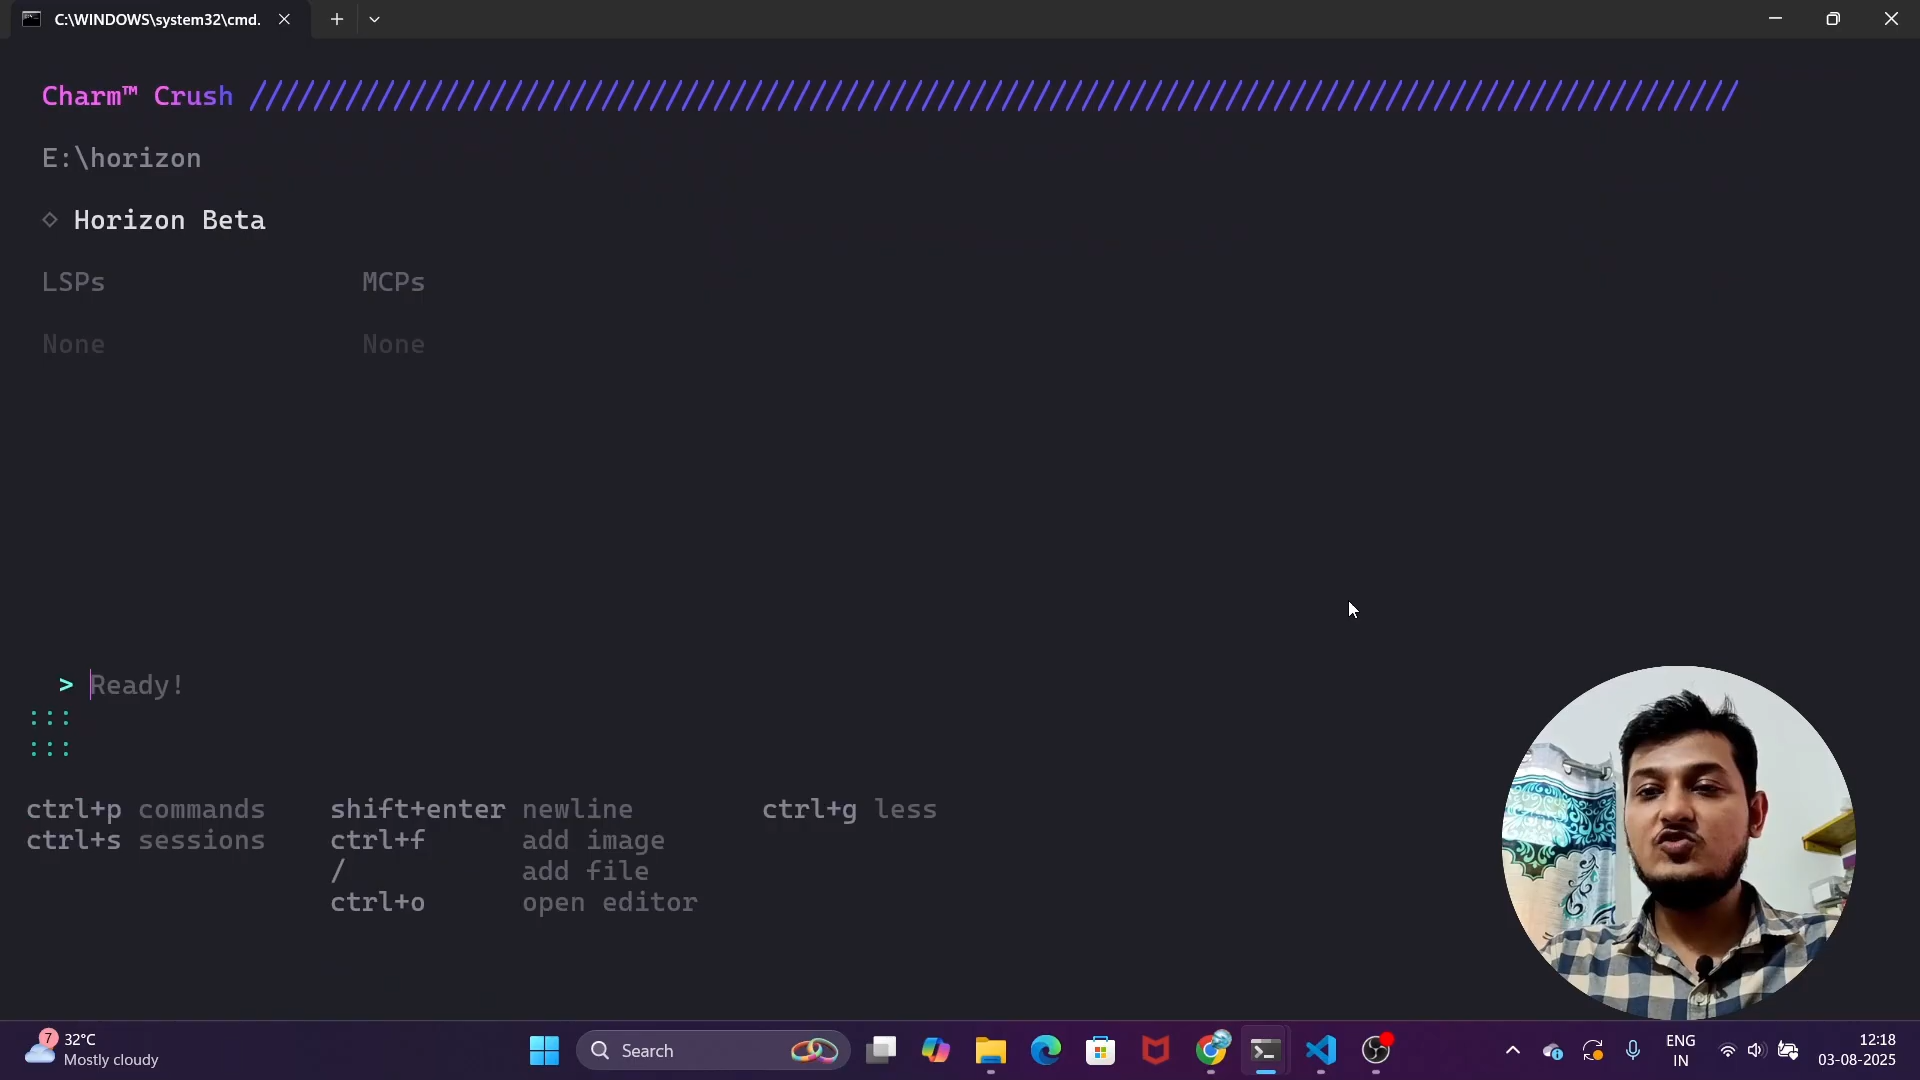 C:\WINDOWS\system32\cmd.
Charm™ Crush
E:\horizon
◇ Horizon Beta
LSPs MCPs
None None
> Ready!
:::
:::
ctrl+p commands shift+enter newline ctrl+g less
ctrl+s sessions ctrl+f add image
/ add file
ctrl+o open editor
7 32°C
Mostly cloudy
Search
ENG
IN
12:18
03-08-2025